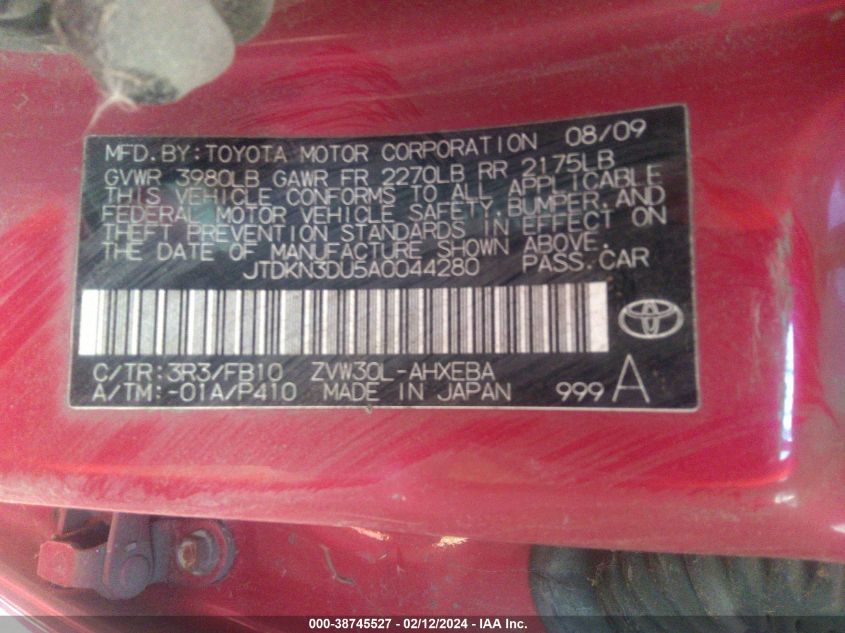 MFD. BY: TOYOTA MOTOR CORPORATION 08/09
GVWR 3980LB GAWR FR 2270LB RR 2175LB
THIS VEHICLE CONFORMS TO ALL APPLICABLE
FEDERAL MOTOR VEHICLE SAFETY, BUMPER, AND
THEFT PREVENTION STANDARDS IN EFFECT ON
THE DATE OF MANUFACTURE SHOWN ABOVE.
JTDKN3DU5A0044280 PASS. CAR
C/TR: 3R3/FB10 ZVW30L-AHXEBA
A/TM: -01A/P410 MADE IN JAPAN 999 A
000-38745527 - 02/12/2024 - IAA Inc.